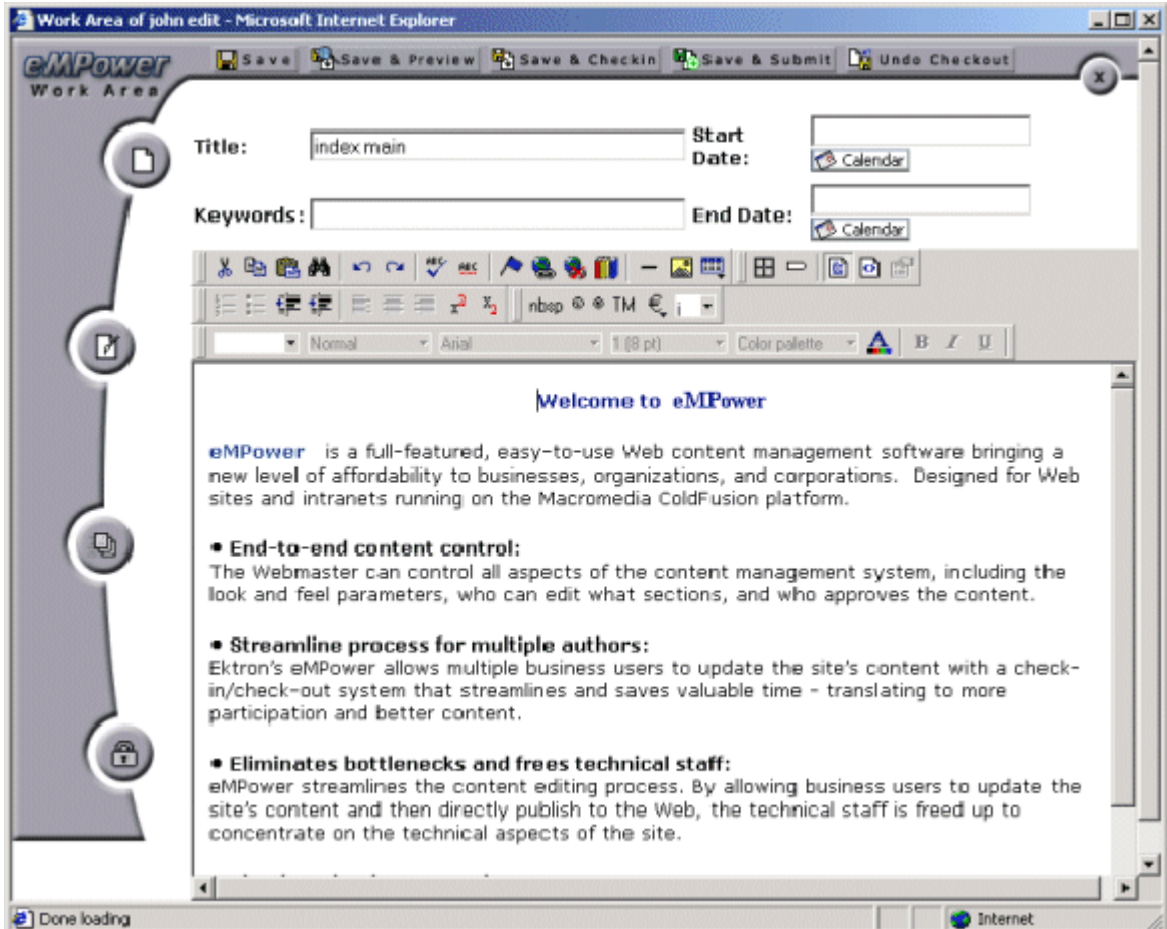 Work Area of john edit - Microsoft Internet Explorer
eMPower
Work Area
Save Save & Preview Save & Checkin Save & Submit Undo Checkout
x
Title: index main Start Date:
Calendar
Keywords: End Date:
Calendar
ABC ABC
nbsp © ® TM € ¡
Normal Arial 1 (8 pt) Color palette A B I U
Welcome to eMPower
eMPower is a full-featured, easy-to-use Web content management software bringing a
new level of affordability to businesses, organizations, and corporations. Designed for Web
sites and intranets running on the Macromedia ColdFusion platform.
• End-to-end content control:
The Webmaster can control all aspects of the content management system, including the
look and feel parameters, who can edit what sections, and who approves the content.
• Streamline process for multiple authors:
Ektron's eMPower allows multiple business users to update the site's content with a check-
in/check-out system that streamlines and saves valuable time - translating to more
participation and better content.
• Eliminates bottlenecks and frees technical staff:
eMPower streamlines the content editing process. By allowing business users to update the
site's content and then directly publish to the Web, the technical staff is freed up to
concentrate on the technical aspects of the site.
Done loading Internet